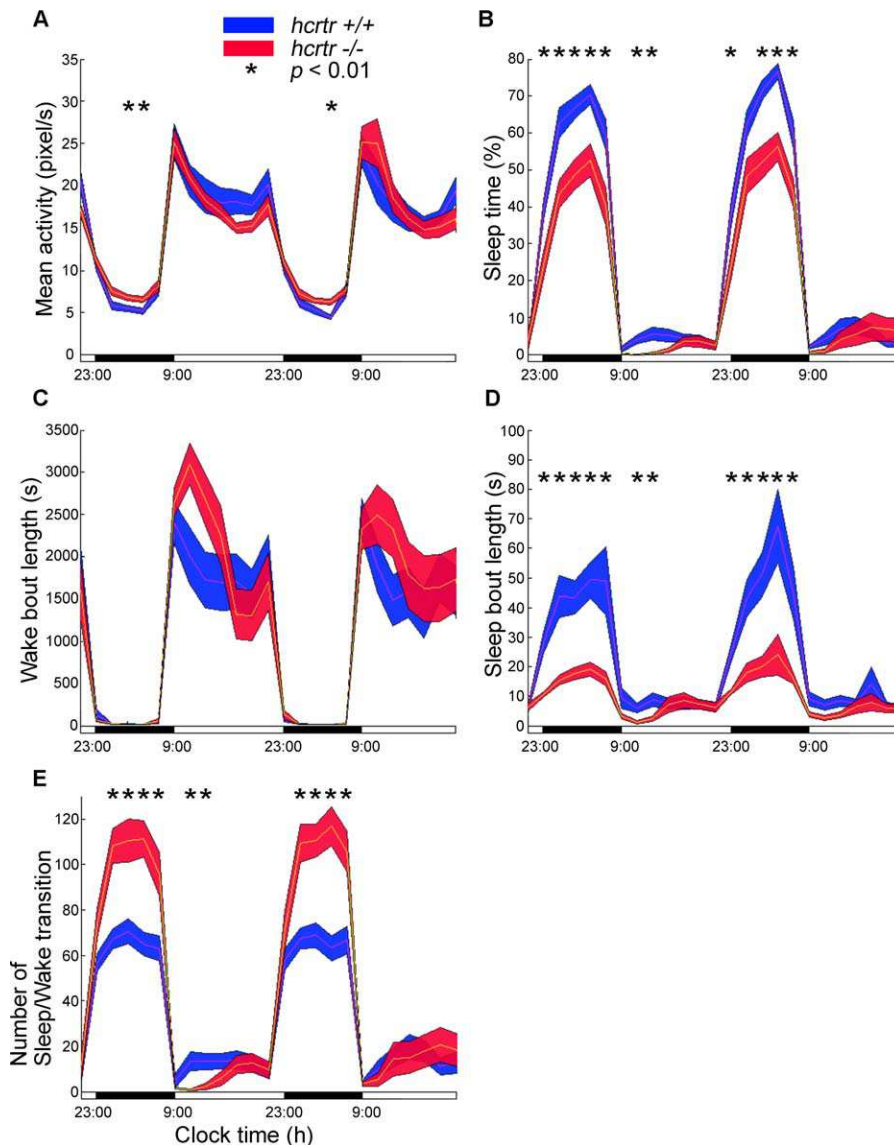 A
hcrtr +/+
hcrtr -/-
* p < 0.01
Mean activity (pixel/s)
40
35
30
25
20
15
10
5
0
** *
23:00 9:00 23:00 9:00
B
Sleep time (%)
80
70
60
50
40
30
20
10
0
***** ** * ***
23:00 9:00 23:00 9:00
C
Wake bout length (s)
3500
3000
2500
2000
1500
1000
500
0
23:00 9:00 23:00 9:00
D
Sleep bout length (s)
100
90
80
70
60
50
40
30
20
10
0
***** ** *****
23:00 9:00 23:00 9:00
E
Number of
Sleep/Wake transition
120
100
80
60
40
20
0
**** ** ****
23:00 9:00 23:00 9:00
Clock time (h)